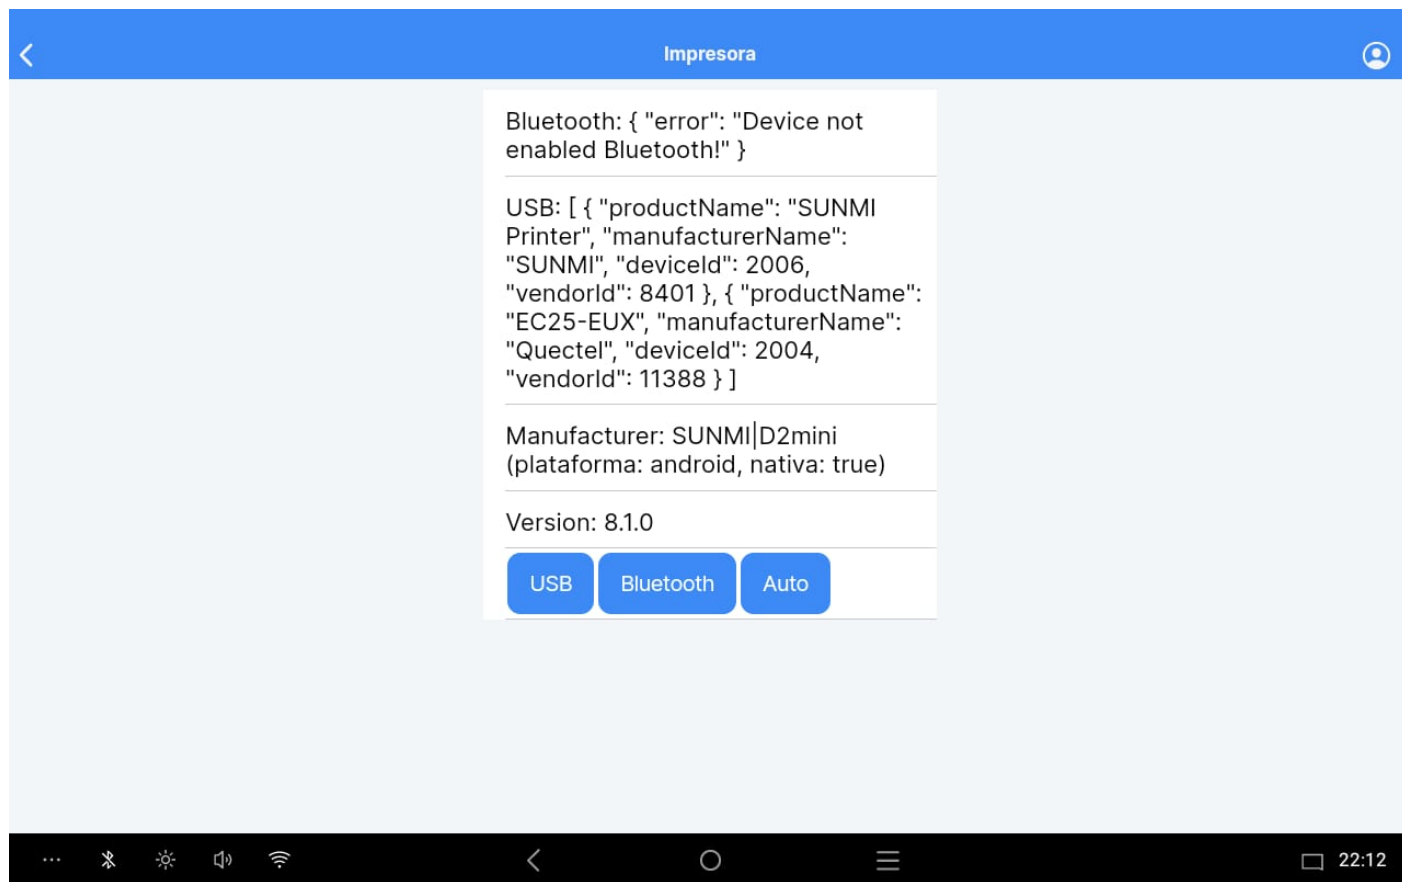 Impresora
Bluetooth: { "error": "Device not
enabled Bluetooth!" }
USB: [ { "productName": "SUNMI
Printer", "manufacturerName":
"SUNMI", "deviceId": 2006,
"vendorId": 8401 }, { "productName":
"EC25-EUX", "manufacturerName":
"Quectel", "deviceId": 2004,
"vendorId": 11388 } ]
Manufacturer: SUNMI|D2mini
(plataforma: android, nativa: true)
Version: 8.1.0
USB Bluetooth Auto
22:12